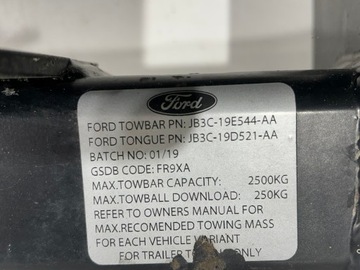 Ford
FORD TOWBAR PN: JB3C-19E544-AA
FORD TONGUE PN: JB3C-19D521-AA
BATCH NO: 01/19
GSDB CODE: FR9XA
MAX.TOWBAR CAPACITY: 2500KG
MAX.TOWBALL DOWNLOAD: 250KG
REFER TO OWNERS MANUAL FOR
MAX.RECOMENDED TOWING MASS
FOR EACH VEHICLE VARIANT
FOR TRAILER ONLY